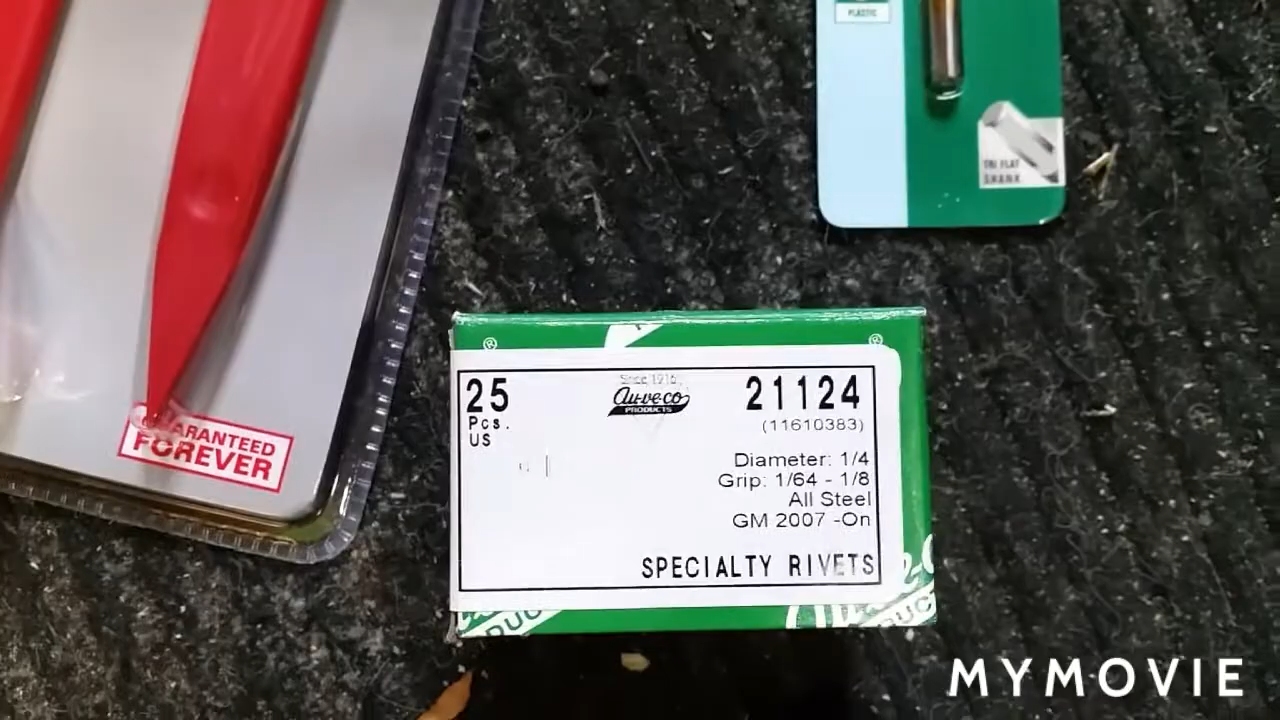 PLASTIC
TRI FLAT
SHANK
GUARANTEED
FOREVER
® ®
25
Pcs.
US
Since 1916
Au-ve-co
PRODUCTS
21124
(11610383)
Diameter: 1/4
Grip: 1/64 - 1/8
All Steel
GM 2007 -On
SPECIALTY RIVETS
MYMOVIE